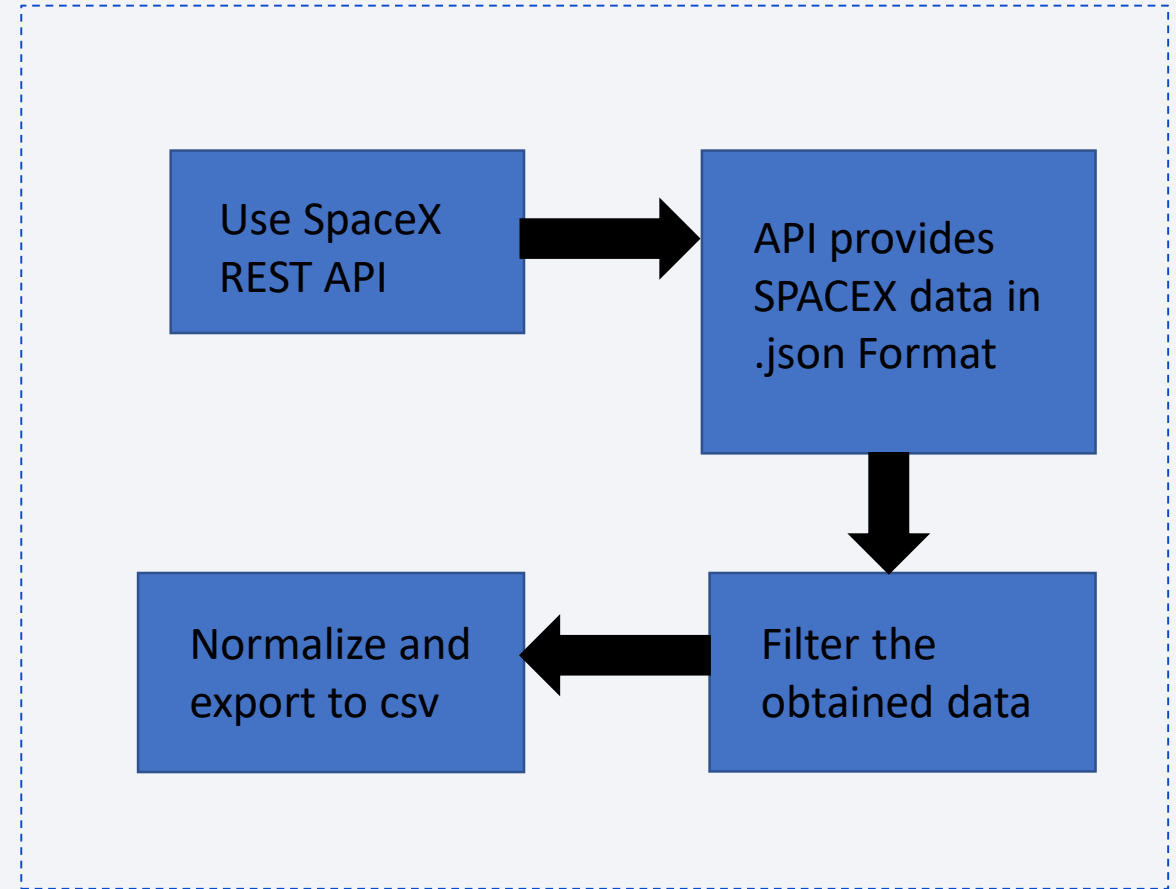 Use SpaceX
REST API
API provides
SPACEX data in
.json Format
Filter the
obtained data
Normalize and
export to csv